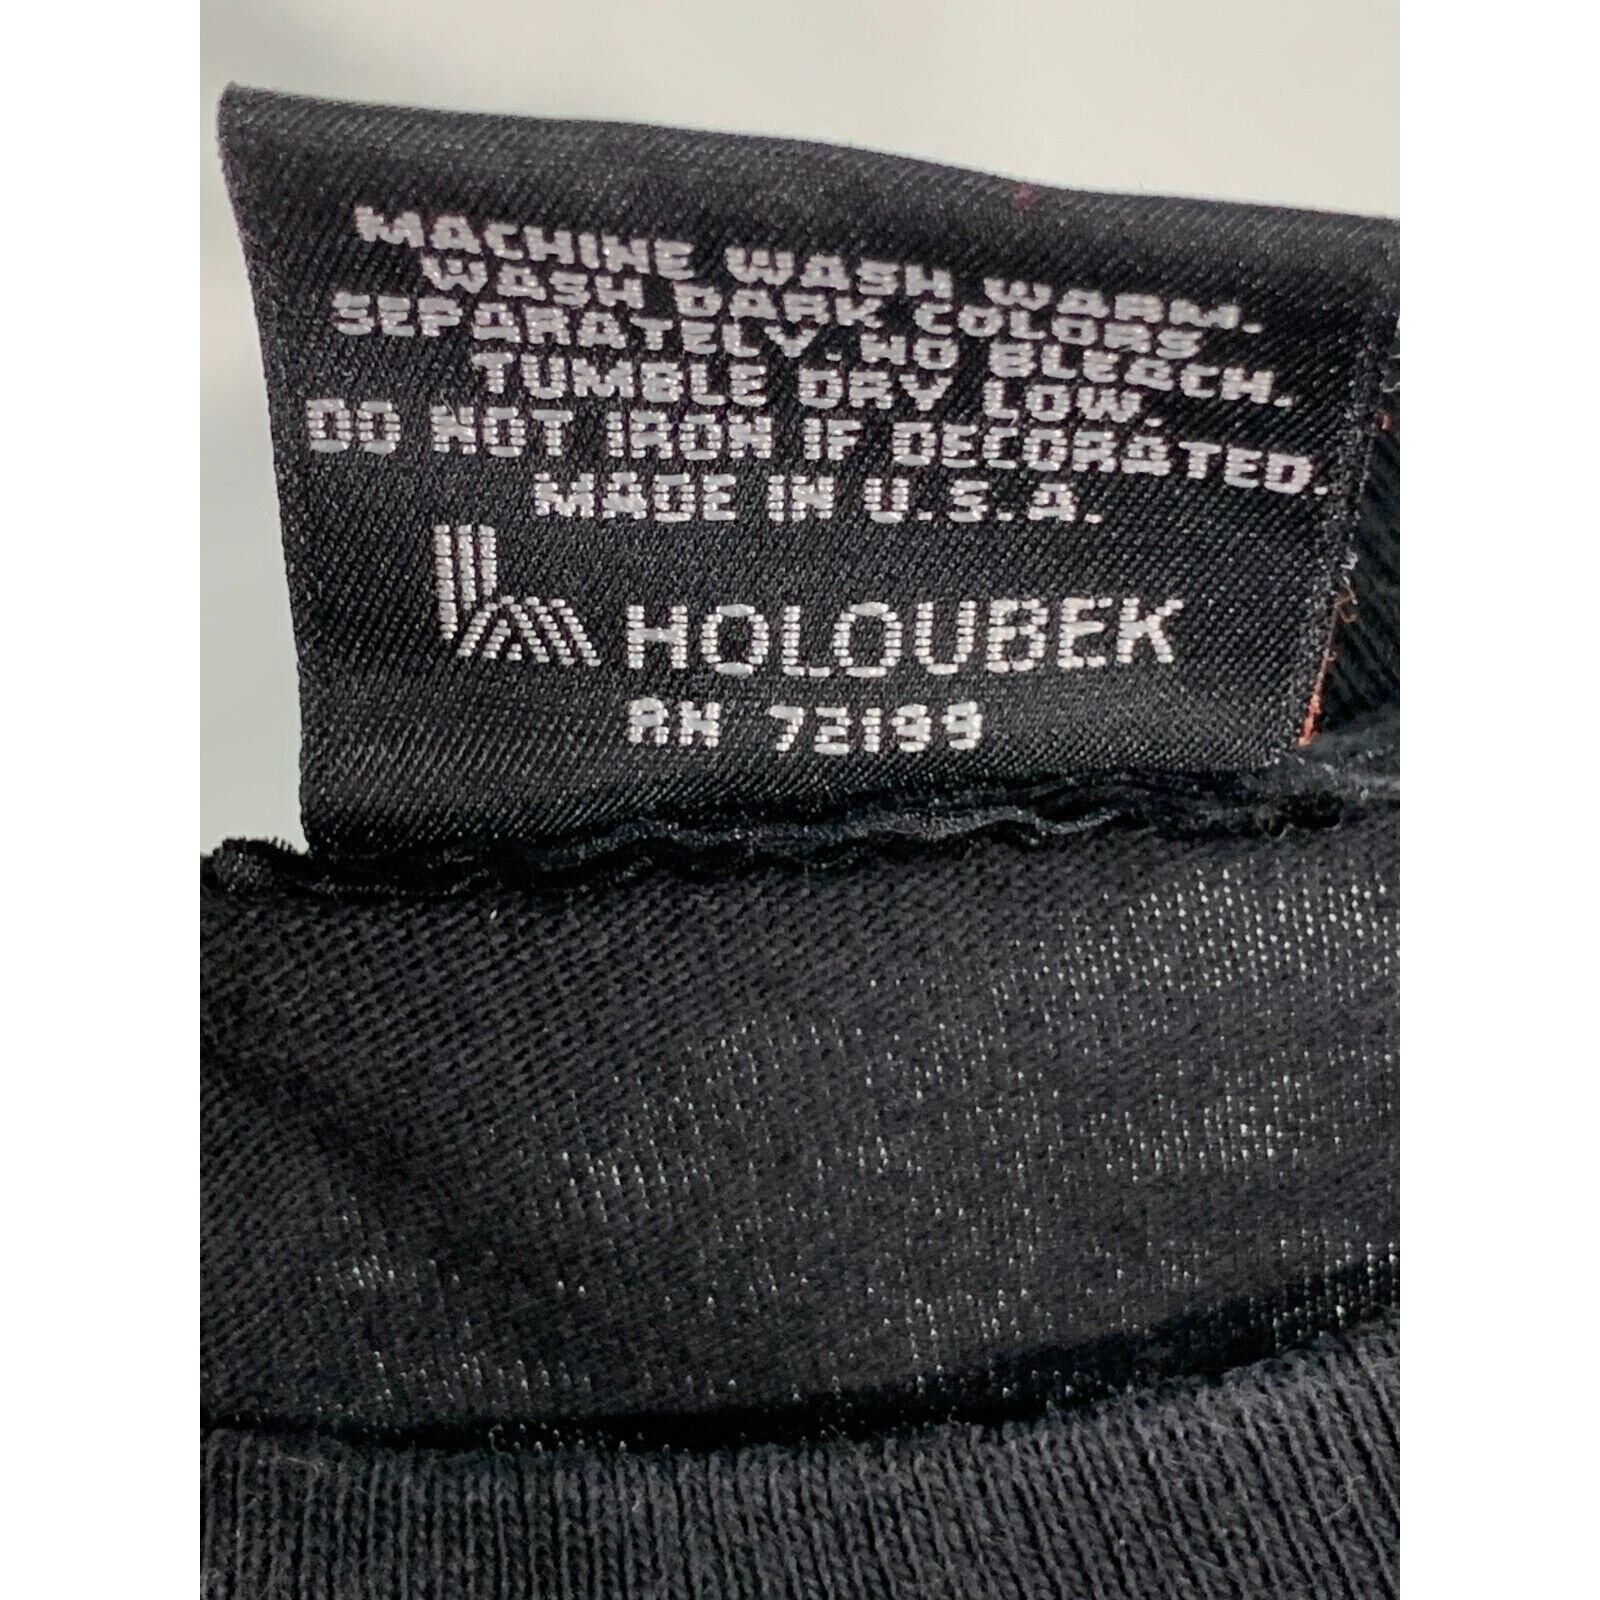 MACHINE WASH WARM.
WASH DARK COLORS
SEPARATELY. NO BLEACH.
TUMBLE DRY LOW.
DO NOT IRON IF DECORATED.
MADE IN U.S.A.
HOLOUBEK
RN 72199